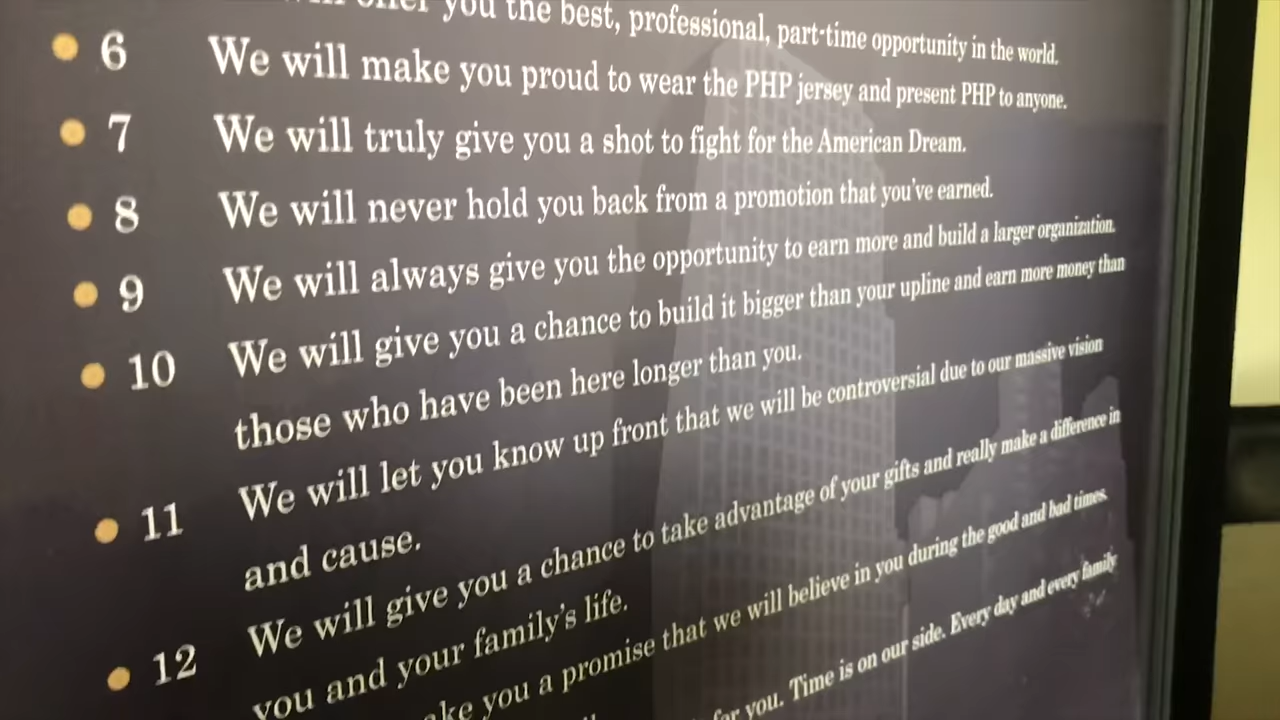 you the best, professional, part-time opportunity in the world.
6 We will make you proud to wear the PHP jersey and present PHP to anyone.
7 We will truly give you a shot to fight for the American Dream.
8 We will never hold you back from a promotion that you've earned.
9 We will always give you the opportunity to earn more and build a larger organization.
10 We will give you a chance to build it bigger than your upline and earn more money than
those who have been here longer than you.
11 We will let you know up front that we will be controversial due to our massive vision
and cause.
12 We will give you a chance to take advantage of your gifts and really make a difference in
you and your family's life.
you a promise that we will believe in you during the good and bad times.
for you. Time is on our side. Every day and every family